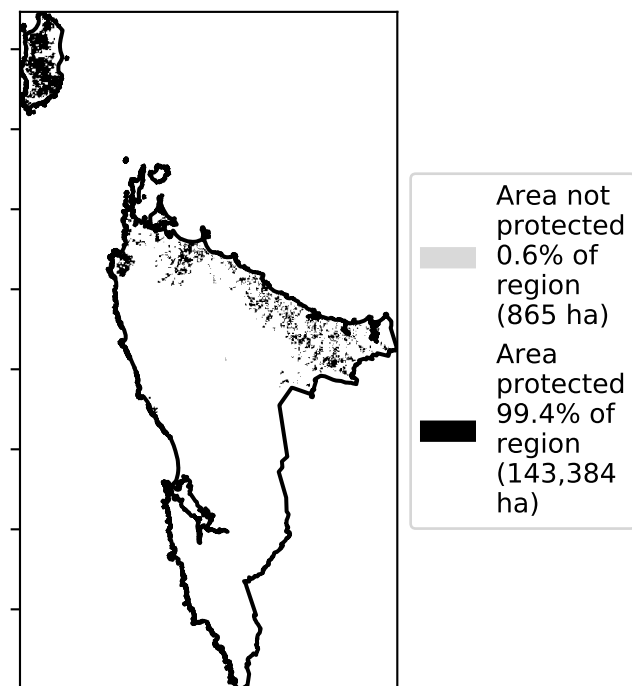 Area not
protected
0.6% of
region
(865 ha)
Area
protected
99.4% of
region
(143,384
ha)